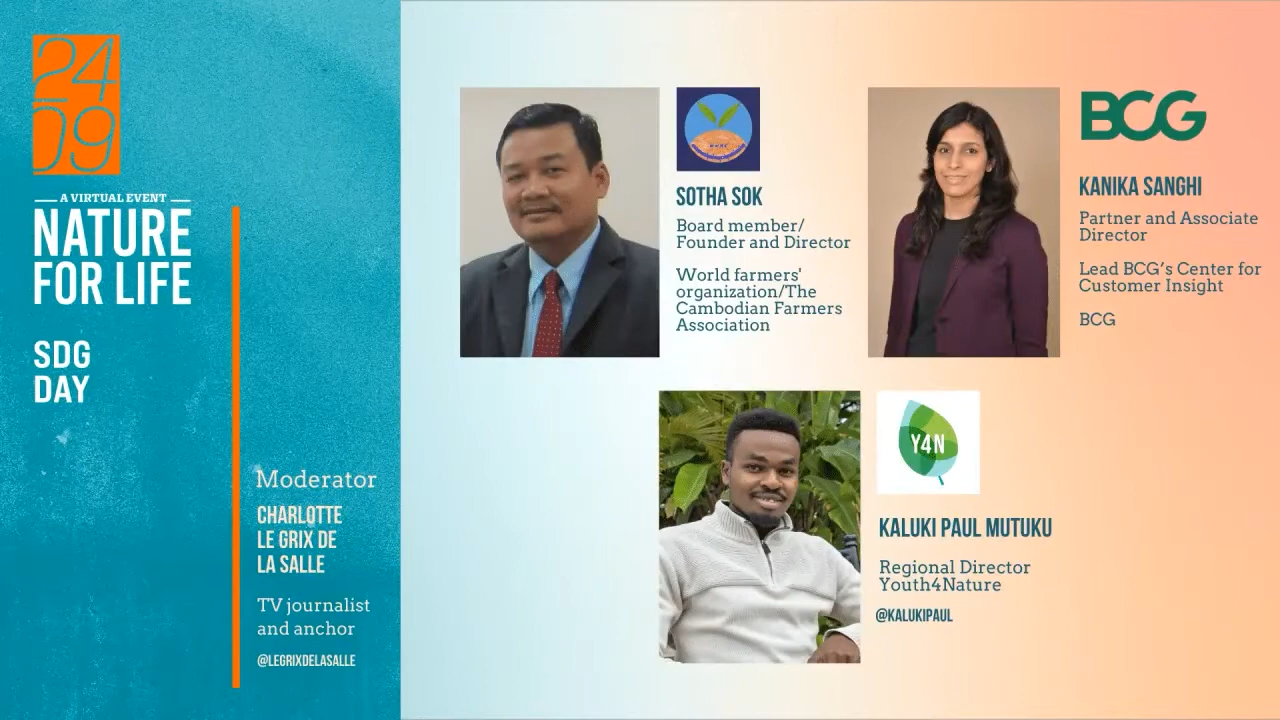 24
09
A VIRTUAL EVENT
NATURE
FOR LIFE
SDG
DAY
Moderator
CHARLOTTE
LE GRIX DE
LA SALLE
TV journalist
and anchor
@LEGRIXDELASALLE
SOTHA SOK
Board member/
Founder and Director
World farmers'
organization/The
Cambodian Farmers
Association
BCG
KANIKA SANGHI
Partner and Associate
Director
Lead BCG’s Center for
Customer Insight
BCG
Y4N
KALUKI PAUL MUTUKU
Regional Director
Youth4Nature
@KALUKIPAUL